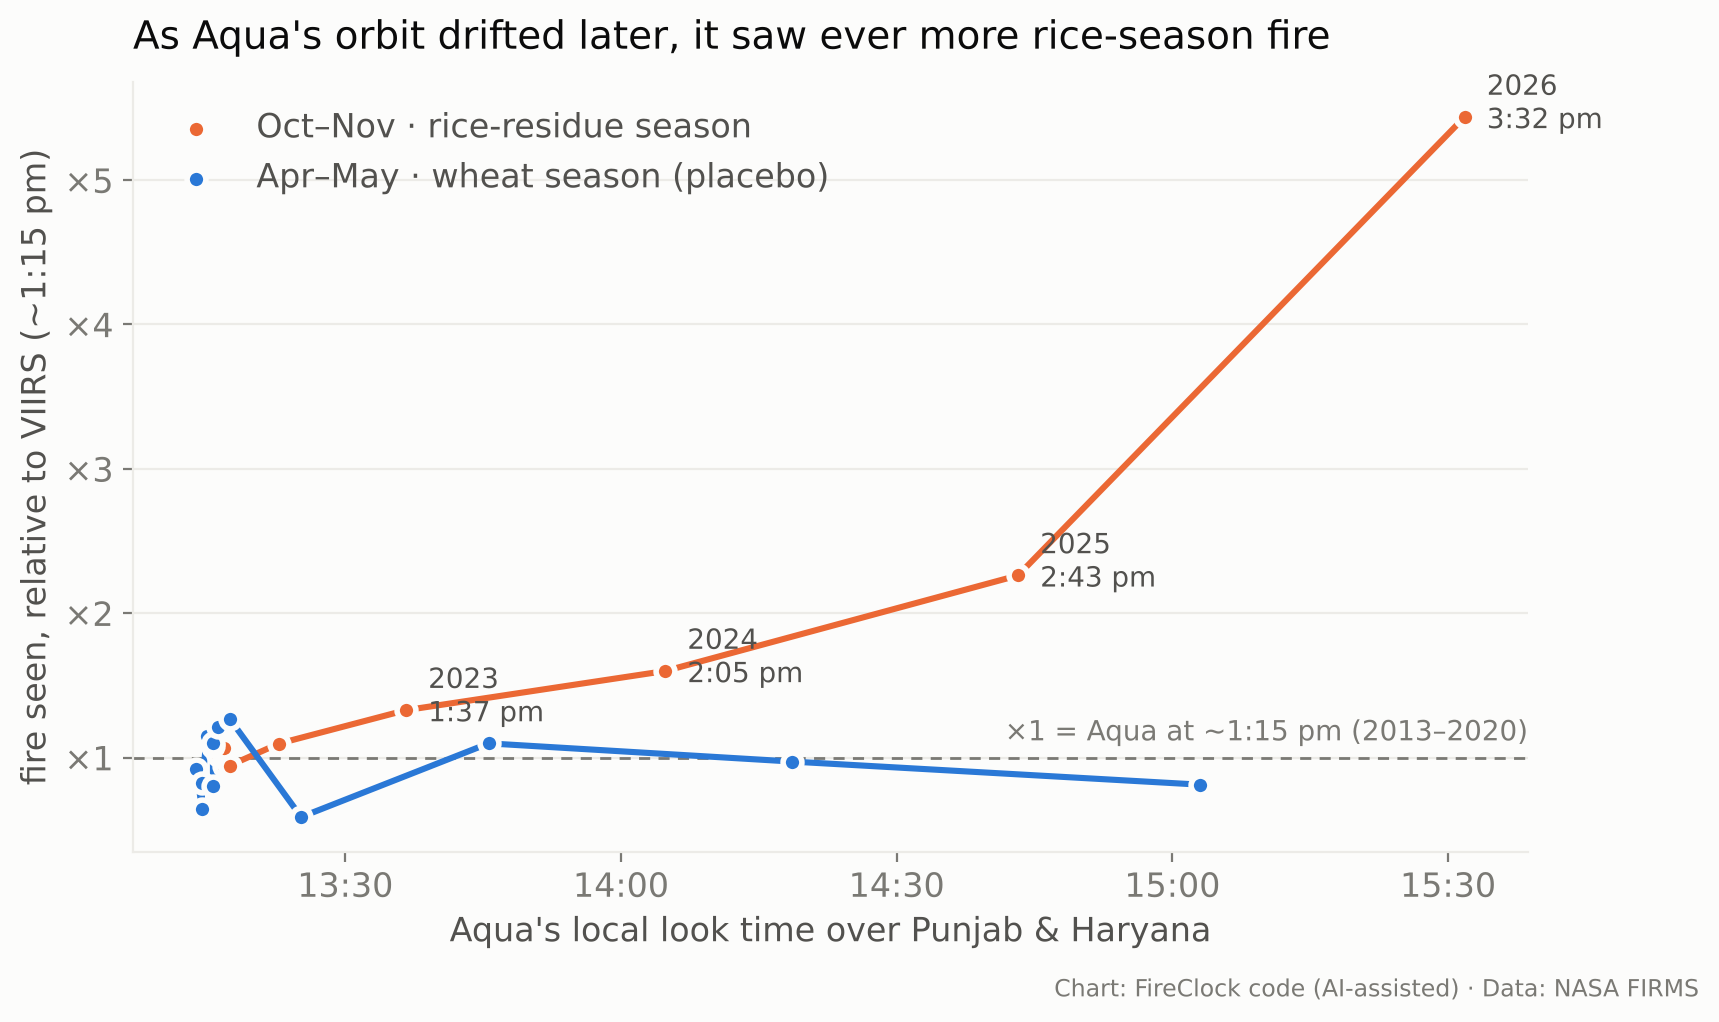 As Aqua's orbit drifted later, it saw ever more rice-season fire
Oct–Nov · rice-residue season
Apr–May · wheat season (placebo)
fire seen, relative to VIIRS (~1:15 pm)
×5
×4
×3
×2
×1
2026
3:32 pm
2025
2:43 pm
2024
2:05 pm
2023
1:37 pm
×1 = Aqua at ~1:15 pm (2013–2020)
13:30
14:00
14:30
15:00
15:30
Aqua's local look time over Punjab & Haryana
Chart: FireClock code (AI-assisted) · Data: NASA FIRMS